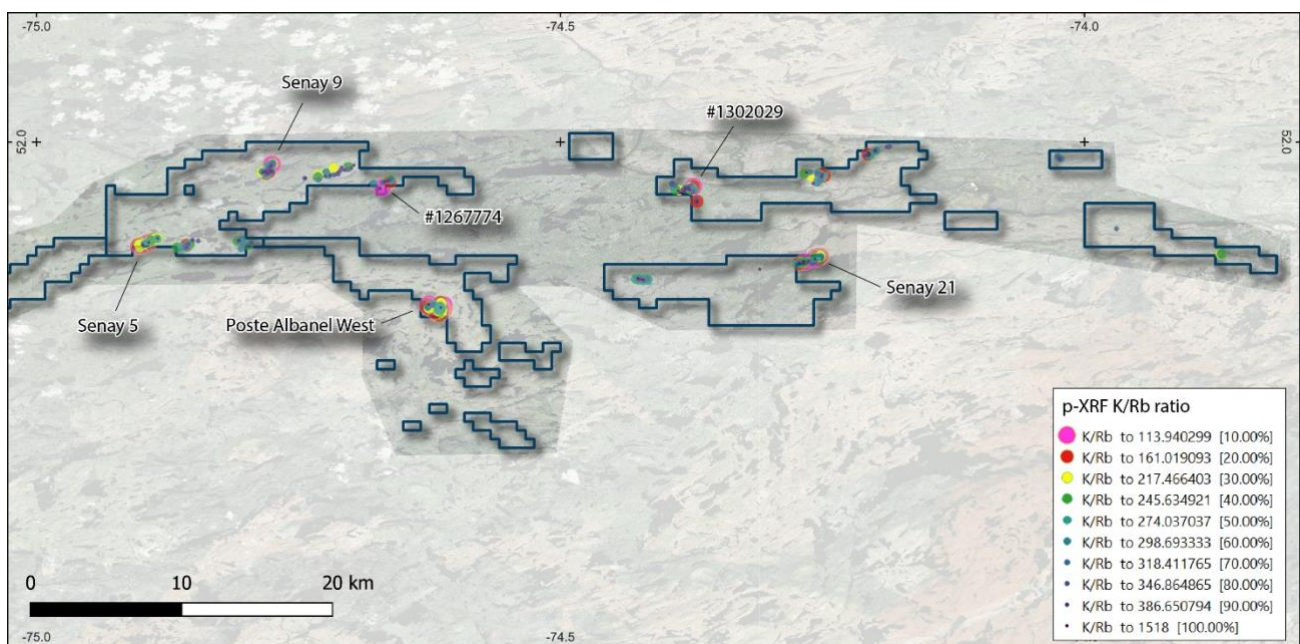 -75.0
-74.5
-74.0
52.0
52.0
Senay 9
#1302029
#1267774
Senay 5
Poste Albanel West
Senay 21
0 10 20 km
p-XRF K/Rb ratio
K/Rb to 113.940299 [10.00%]
K/Rb to 161.019093 [20.00%]
K/Rb to 217.466403 [30.00%]
K/Rb to 245.634921 [40.00%]
K/Rb to 274.037037 [50.00%]
K/Rb to 298.693333 [60.00%]
K/Rb to 318.411765 [70.00%]
K/Rb to 346.864865 [80.00%]
K/Rb to 386.650794 [90.00%]
K/Rb to 1518 [100.00%]
-75.0
-74.5